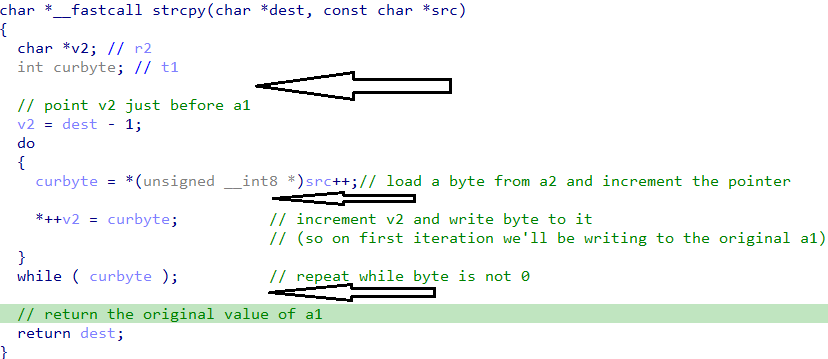 char *__fastcall strcpy(char *dest, const char *src)
{
char *v2; // r2
int curbyte; // t1
// point v2 just before a1
v2 = dest - 1;
do
{
curbyte = *(unsigned __int8 *)src++;// load a byte from a2 and increment the pointer
*++v2 = curbyte; // increment v2 and write byte to it
// (so on first iteration we'll be writing to the original a1)
}
while ( curbyte ); // repeat while byte is not 0
// return the original value of a1
return dest;
}